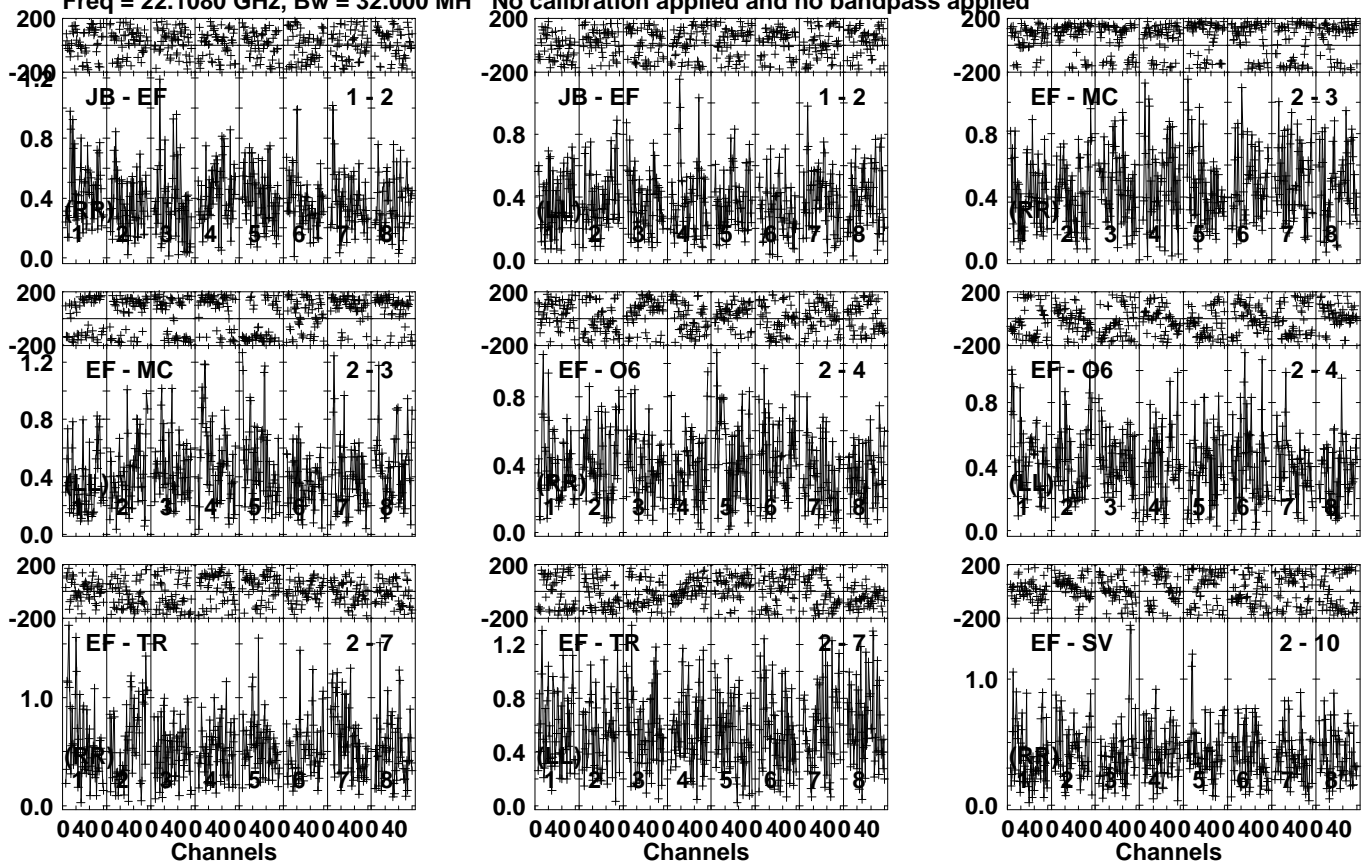 Freq = 22.1080 GHz, Bw = 32.000 MH No calibration applied and no bandpass applied
200 200 200
-200 -200 -200
1.2
JB - EF 1 - 2 JB - EF 1 - 2 EF - MC 2 - 3
0.8 0.8 0.8
0.4 0.4 0.4
(RR) (LL) (RR)
1 2 3 4 5 6 7 8 1 2 3 4 5 6 7 8 1 2 3 4 5 6 7 8
0.0 0.0 0.0
200 200 200
-200 -200 -200
1.2
EF - MC 2 - 3 EF - O6 2 - 4 EF - O6 2 - 4
0.8 0.8 0.8
0.4 0.4 0.4
(LL) (RR) (LL)
1 2 3 4 5 6 7 8 1 2 3 4 5 6 7 8 1 2 3 4 5 6 7 8
0.0 0.0 0.0
200 200 200
-200 -200 -200
EF - TR 2 - 7 EF - TR 2 - 7 EF - SV 2 - 10
1.2
1.0 0.8 1.0
0.4
(RR) (LL) (RR)
1 2 3 4 5 6 7 8 1 2 3 4 5 6 7 8 1 2 3 4 5 6 7 8
0.0 0.0 0.0
0 40 0 40 0 40 0 40 0 40 0 40 0 40 0 40 0 40 0 40 0 40 0 40 0 40 0 40 0 40 0 40 0 40 0 40 0 40 0 40 0 40 0 40 0 40 0 40
Channels Channels Channels